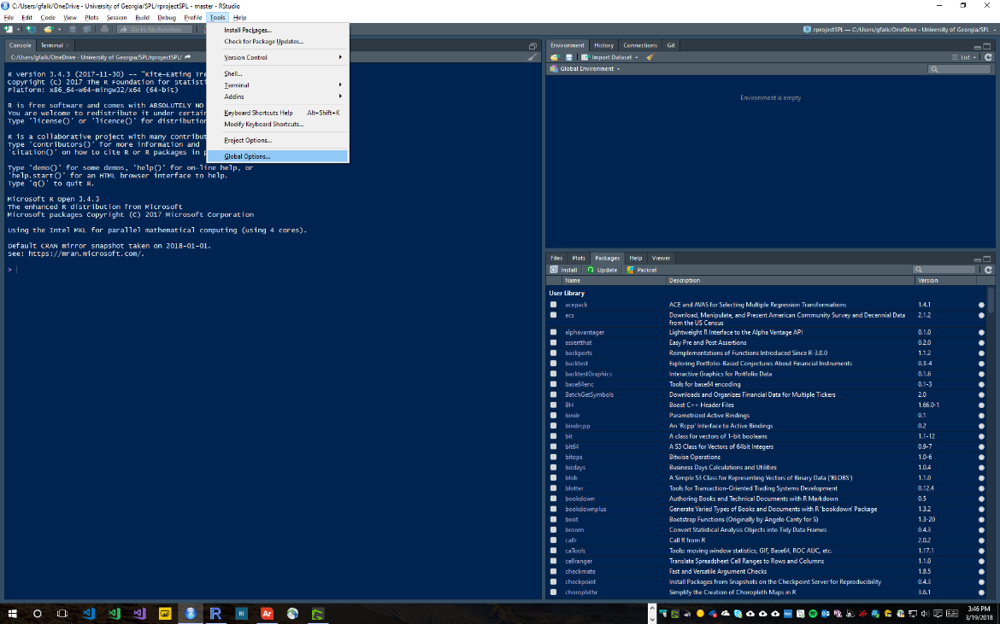 C:/Users/gfalk/OneDrive - University of Georgia/SPL/rprojectSPL - master - RStudio
File Edit Code View Plots Session Build Debug Profile Tools Help
Go to file/function
rprojectSPL — C:/Users/gfalk/OneDrive - University of Georgia/SPL
Install Packages...
Check for Package Updates...
Version Control
Shell...
Terminal
Addins
Keyboard Shortcuts Help Alt+Shift+K
Modify Keyboard Shortcuts...
Project Options...
Global Options...
Console Terminal
C:/Users/gfalk/OneDrive - University of Georgia/SPL/rprojectSPL/
R version 3.4.3 (2017-11-30) -- "Kite-Eating Tre
Copyright (C) 2017 The R Foundation for Statist
Platform: x86_64-w64-mingw32/x64 (64-bit)
R is free software and comes with ABSOLUTELY NO
You are welcome to redistribute it under certain
Type 'license()' or 'licence()' for distribution
R is a collaborative project with many contribut
Type 'contributors()' for more information and
'citation()' on how to cite R or R packages in p
Type 'demo()' for some demos, 'help()' for on-line help, or
'help.start()' for an HTML browser interface to help.
Type 'q()' to quit R.
Microsoft R Open 3.4.3
The enhanced R distribution from Microsoft
Microsoft packages Copyright (C) 2017 Microsoft Corporation
Using the Intel MKL for parallel mathematical computing (using 4 cores).
Default CRAN mirror snapshot taken on 2018-01-01.
See: https://mran.microsoft.com/.
>
Environment History Connections Git
Import Dataset List
Global Environment
Environment is empty
Files Plots Packages Help Viewer
Install Update Packrat
Name Description Version
User Library
acepack ACE and AVAS for Selecting Multiple Regression Transformations 1.4.1
acs Download, Manipulate, and Present American Community Survey and Decennial Data 2.1.2
from the US Census
alphavantager Lightweight R Interface to the Alpha Vantage API 0.1.0
assertthat Easy Pre and Post Assertions 0.2.0
backports Reimplementations of Functions Introduced Since R-3.0.0 1.1.2
backtest Exploring Portfolio-Based Conjectures About Financial Instruments 0.3-4
backtestGraphics Interactive Graphics for Portfolio Data 0.1.6
base64enc Tools for base64 encoding 0.1-3
BatchGetSymbols Downloads and Organizes Financial Data for Multiple Tickers 2.0
BH Boost C++ Header Files 1.66.0-1
bindr Parametrized Active Bindings 0.1
bindrcpp An 'Rcpp' Interface to Active Bindings 0.2
bit A class for vectors of 1-bit booleans 1.1-12
bit64 A S3 Class for Vectors of 64bit Integers 0.9-7
bitops Bitwise Operations 1.0-6
bizdays Business Days Calculations and Utilities 1.0.4
blob A Simple S3 Class for Representing Vectors of Binary Data ('BLOBS') 1.1.0
blotter Tools for Transaction-Oriented Trading Systems Development 0.12.4
bookdown Authoring Books and Technical Documents with R Markdown 0.5
bookdownplus Generate Varied Types of Books and Documents with R 'bookdown' Package 1.3.2
boot Bootstrap Functions (Originally by Angelo Canty for S) 1.3-20
broom Convert Statistical Analysis Objects into Tidy Data Frames 0.4.3
callr Call R from R 2.0.2
caTools Tools: moving window statistics, GIF, Base64, ROC AUC, etc. 1.17.1
cellranger Translate Spreadsheet Cell Ranges to Rows and Columns 1.1.0
checkmate Fast and Versatile Argument Checks 1.8.5
checkpoint Install Packages from Snapshots on the Checkpoint Server for Reproducibility 0.4.3
choroplethr Simplify the Creation of Choropleth Maps in R 3.6.1
3:46 PM
3/19/2018